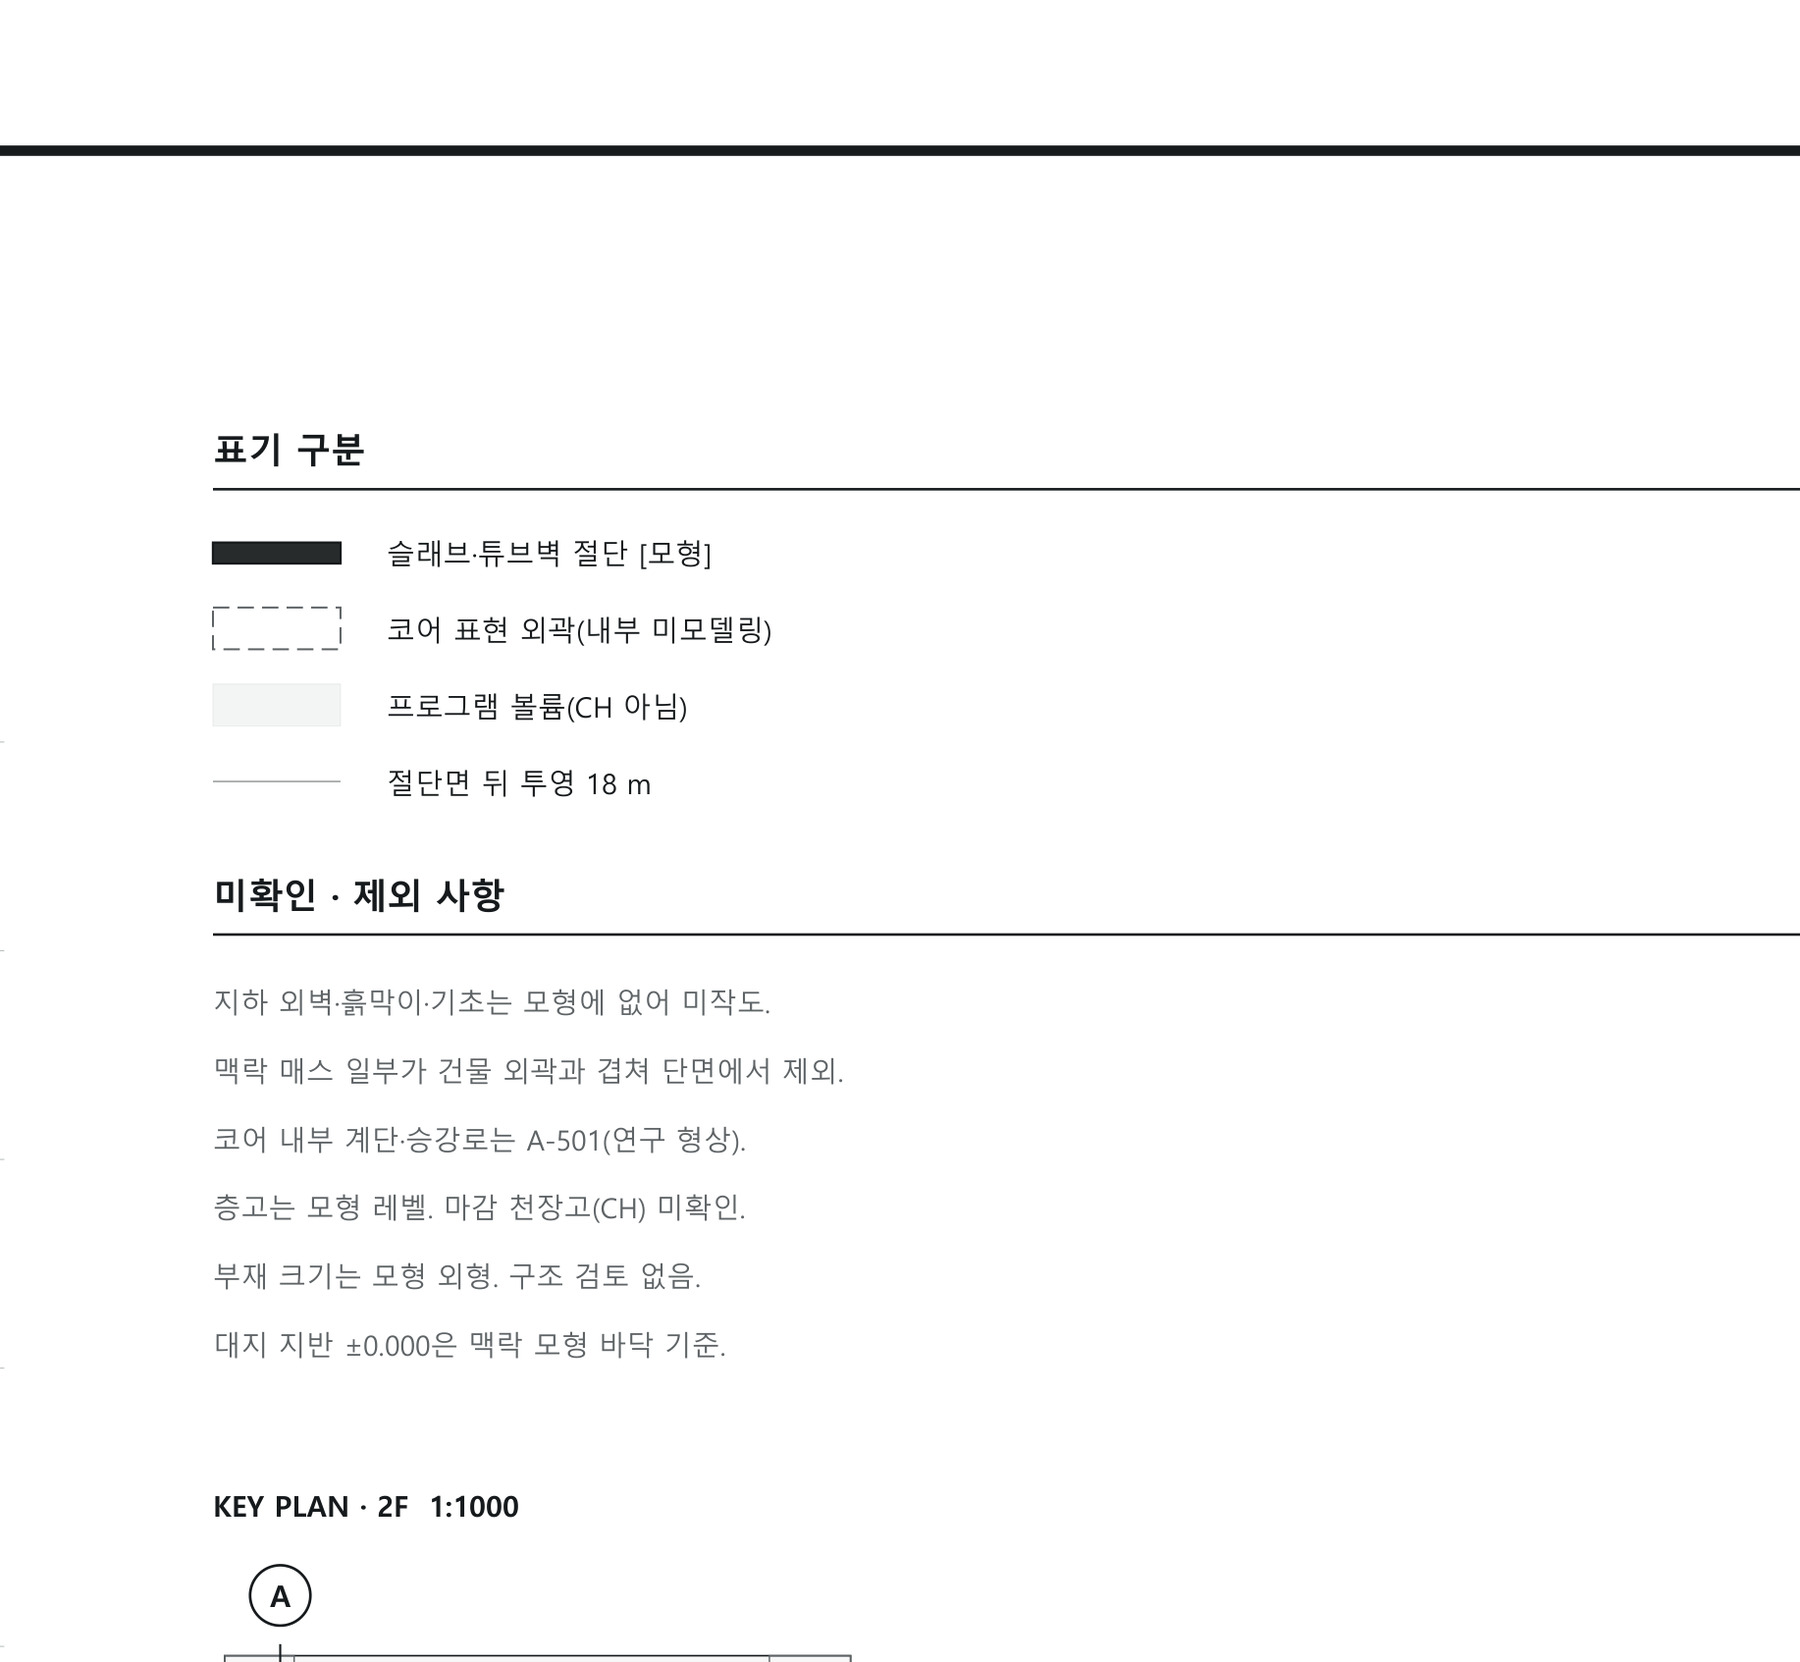 표기 구분
슬래브·튜브벽 절단 [모형]
코어 표현 외곽(내부 미모델링)
프로그램 볼륨(CH 아님)
절단면 뒤 투영 18 m
미확인 · 제외 사항
지하 외벽·흙막이·기초는 모형에 없어 미작도.
맥락 매스 일부가 건물 외곽과 겹쳐 단면에서 제외.
코어 내부 계단·승강로는 A-501(연구 형상).
층고는 모형 레벨. 마감 천장고(CH) 미확인.
부재 크기는 모형 외형. 구조 검토 없음.
대지 지반 ±0.000은 맥락 모형 바닥 기준.
KEY PLAN · 2F 1:1000
A